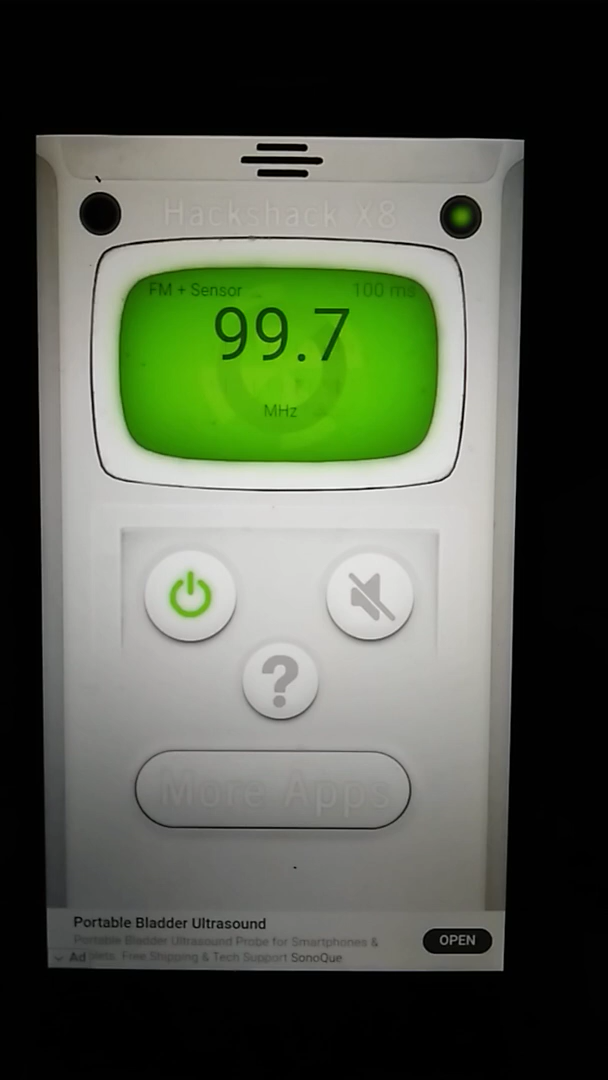 Hackshack X8
FM + Sensor
100 ms
99.7
MHz
More Apps
Portable Bladder Ultrasound
Portable Bladder Ultrasound Probe for Smartphones &
Free Shipping & Tech Support SonoQue
Ad
OPEN